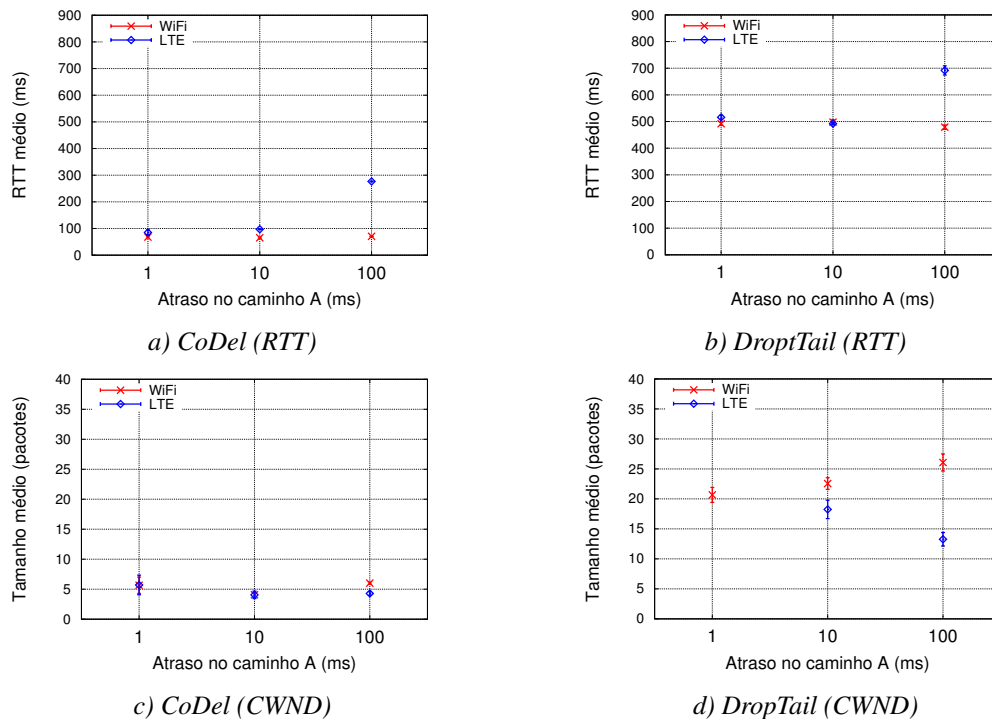 900
800
700
600
500
400
300
200
100
0
RTT médio (ms)
WiFi
LTE
1 10 100
Atraso no caminho A (ms)
a) CoDel (RTT)
900
800
700
600
500
400
300
200
100
0
RTT médio (ms)
WiFi
LTE
1 10 100
Atraso no caminho A (ms)
b) DroptTail (RTT)
40
35
30
25
20
15
10
5
0
Tamanho médio (pacotes)
WiFi
LTE
1 10 100
Atraso no caminho A (ms)
c) CoDel (CWND)
40
35
30
25
20
15
10
5
0
Tamanho médio (pacotes)
WiFi
LTE
1 10 100
Atraso no caminho A (ms)
d) DropTail (CWND)